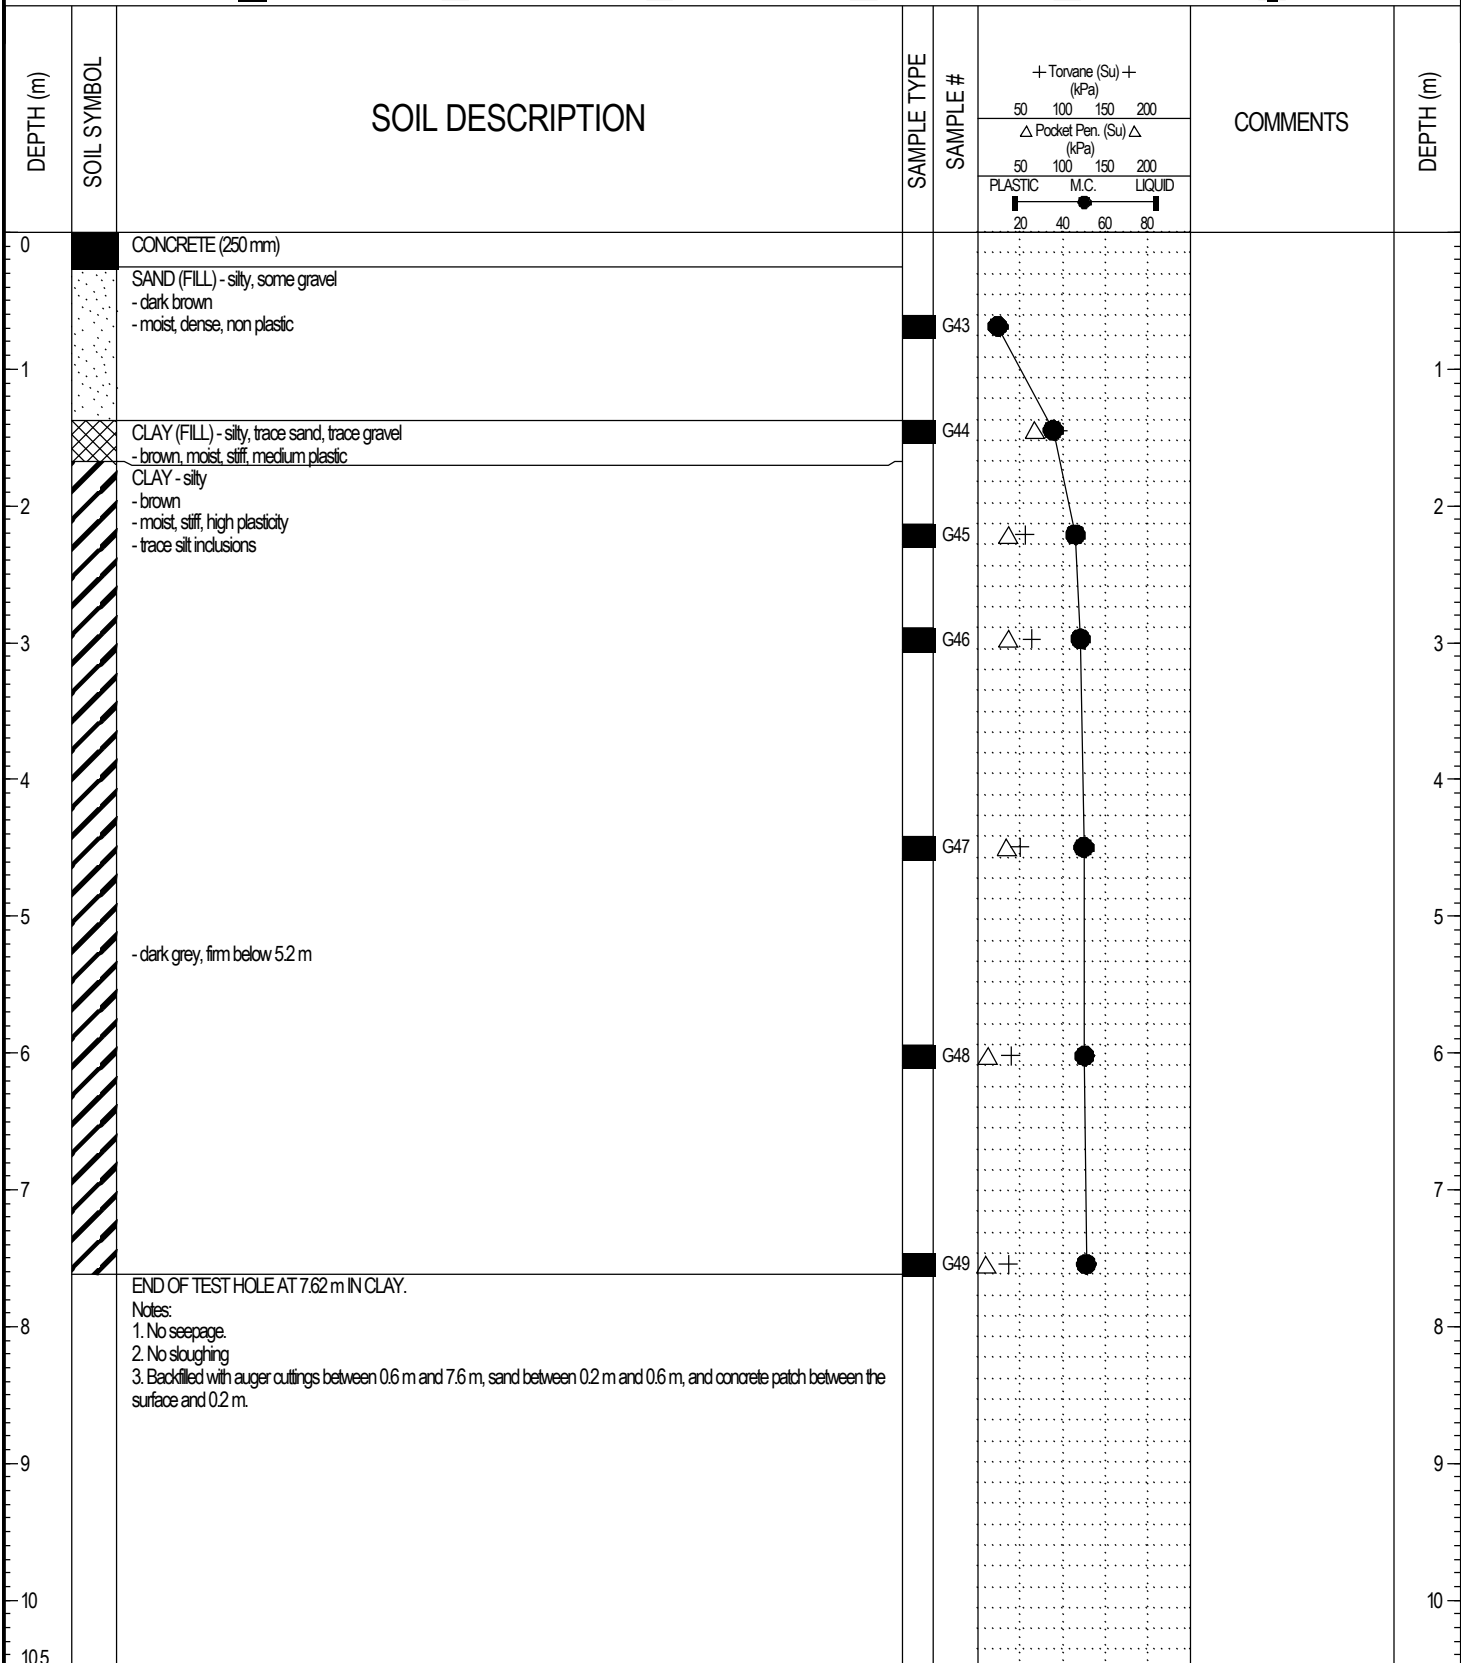 DEPTH (m)
SOIL SYMBOL
SOIL DESCRIPTION
SAMPLE TYPE
SAMPLE #
+ Torvane (Su) +
(kPa)
50 100 150 200
△ Pocket Pen. (Su) △
(kPa)
50 100 150 200
PLASTIC M.C. LIQUID
20 40 60 80
COMMENTS
DEPTH (m)
0
CONCRETE (250 mm)
SAND (FILL) - silty, some gravel
- dark brown
- moist, dense, non plastic
G43
1
1
CLAY (FILL) - silty, trace sand, trace gravel
G44
- brown, moist, stiff, medium plastic
CLAY - silty
- brown
2
2
- moist, stiff, high plasticity
- trace silt inclusions
G45
3
G46
3
4
4
G47
5
5
- dark grey, firm below 5.2 m
6
G48
6
7
7
G49
END OF TEST HOLE AT 7.62 m IN CLAY.
Notes:
8
8
1. No seepage.
2. No sloughing
3. Backfilled with auger cuttings between 0.6 m and 7.6 m, sand between 0.2 m and 0.6 m, and concrete patch between the
surface and 0.2 m.
9
9
10
10
10.5